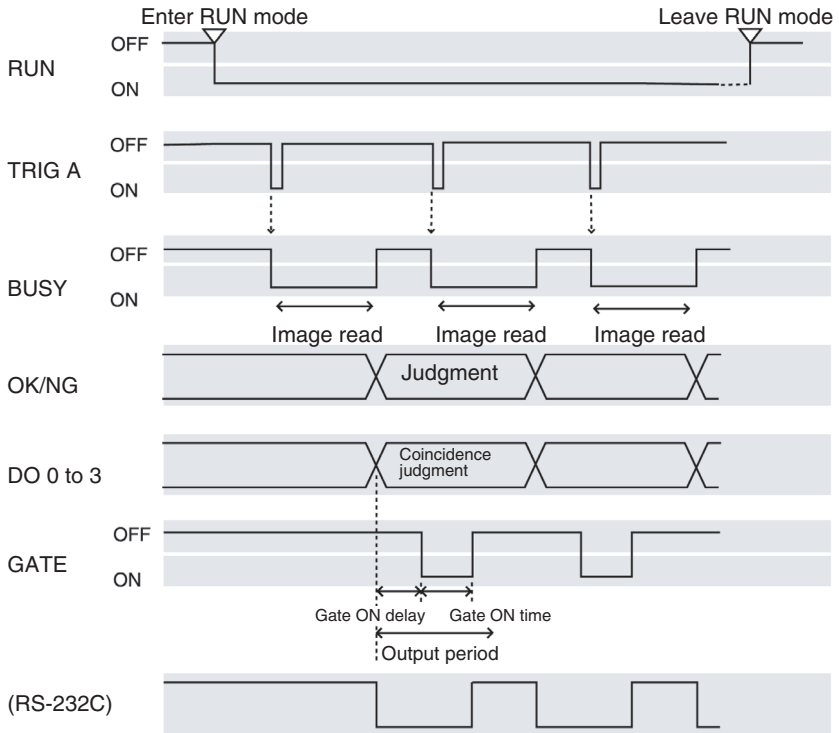 Enter RUN mode
Leave RUN mode
OFF
RUN
ON
OFF
TRIG A
ON
OFF
BUSY
ON
Image read
Image read
Image read
OK/NG
Judgment
DO 0 to 3
Coincidence
judgment
OFF
GATE
ON
Gate ON delay
Gate ON time
Output period
(RS-232C)